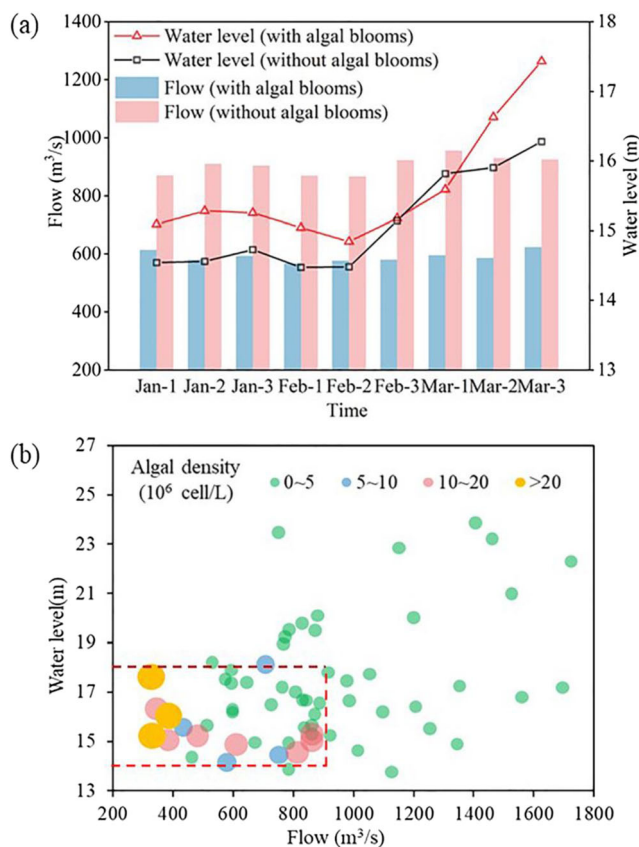 (a)
1400
1200
1000
800
600
400
200
Flow (m³/s)
Water level (with algal blooms)
Water level (without algal blooms)
Flow (with algal blooms)
Flow (without algal blooms)
18
17
16
15
14
13
Water level (m)
Jan-1 Jan-2 Jan-3 Feb-1 Feb-2 Feb-3 Mar-1 Mar-2 Mar-3
Time
(b)
27
25
23
21
19
17
15
13
Water level(m)
Algal density
(10⁶ cell/L)
0~5 5~10 10~20 >20
200 400 600 800 1000 1200 1400 1600 1800
Flow (m³/s)